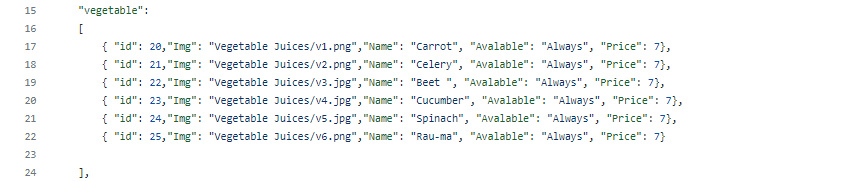 15 "vegetable":
16 [
17 { "id": 20,"Img": "Vegetable Juices/v1.png","Name": "Carrot", "Avalable": "Always", "Price": 7},
18 { "id": 21,"Img": "Vegetable Juices/v2.png","Name": "Celery", "Avalable": "Always", "Price": 7},
19 { "id": 22,"Img": "Vegetable Juices/v3.jpg","Name": "Beet ", "Avalable": "Always", "Price": 7},
20 { "id": 23,"Img": "Vegetable Juices/v4.jpg","Name": "Cucumber", "Avalable": "Always", "Price": 7},
21 { "id": 24,"Img": "Vegetable Juices/v5.jpg","Name": "Spinach", "Avalable": "Always", "Price": 7},
22 { "id": 25,"Img": "Vegetable Juices/v6.png","Name": "Rau-ma", "Avalable": "Always", "Price": 7}
23
24 ],